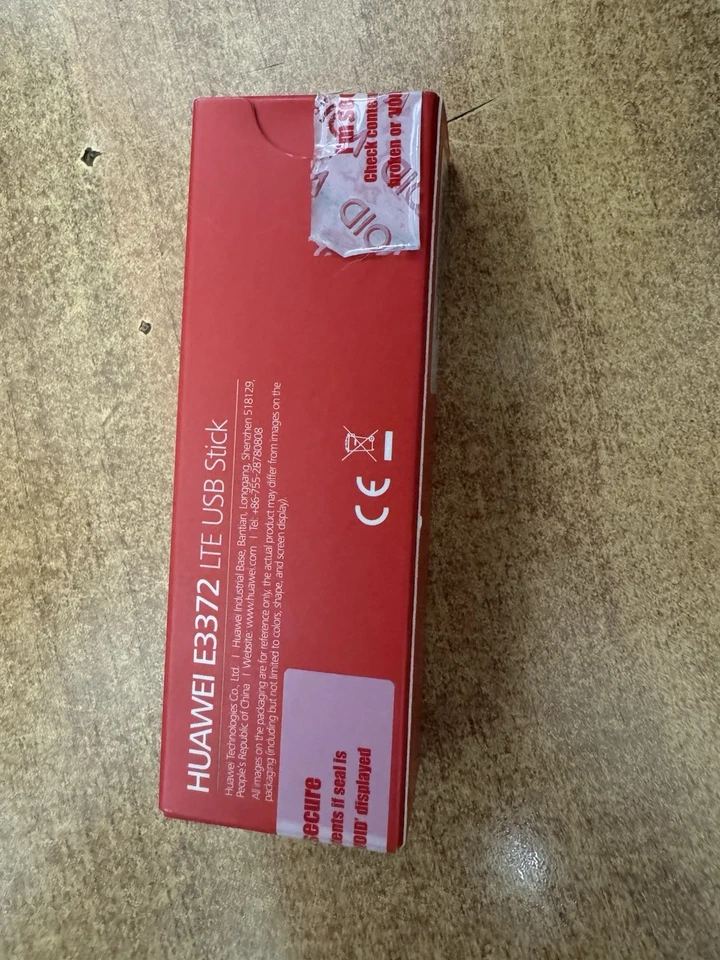 HUAWEI E3372 LTE USB Stick
Huawei Technologies Co., Ltd. | Huawei Industrial Base, Bantian, Longgang, Shenzhen 518129,
People's Republic of China | Website: www.huawei.com | Tel: +86-755-28780808
All images on the packaging are for reference only, the actual product may differ from images on the
packaging (including but not limited to colors, shape, and screen display).
CE
ecure
ents if seal is
OID' displayed
Check conte
broken or 'VOI
VOID